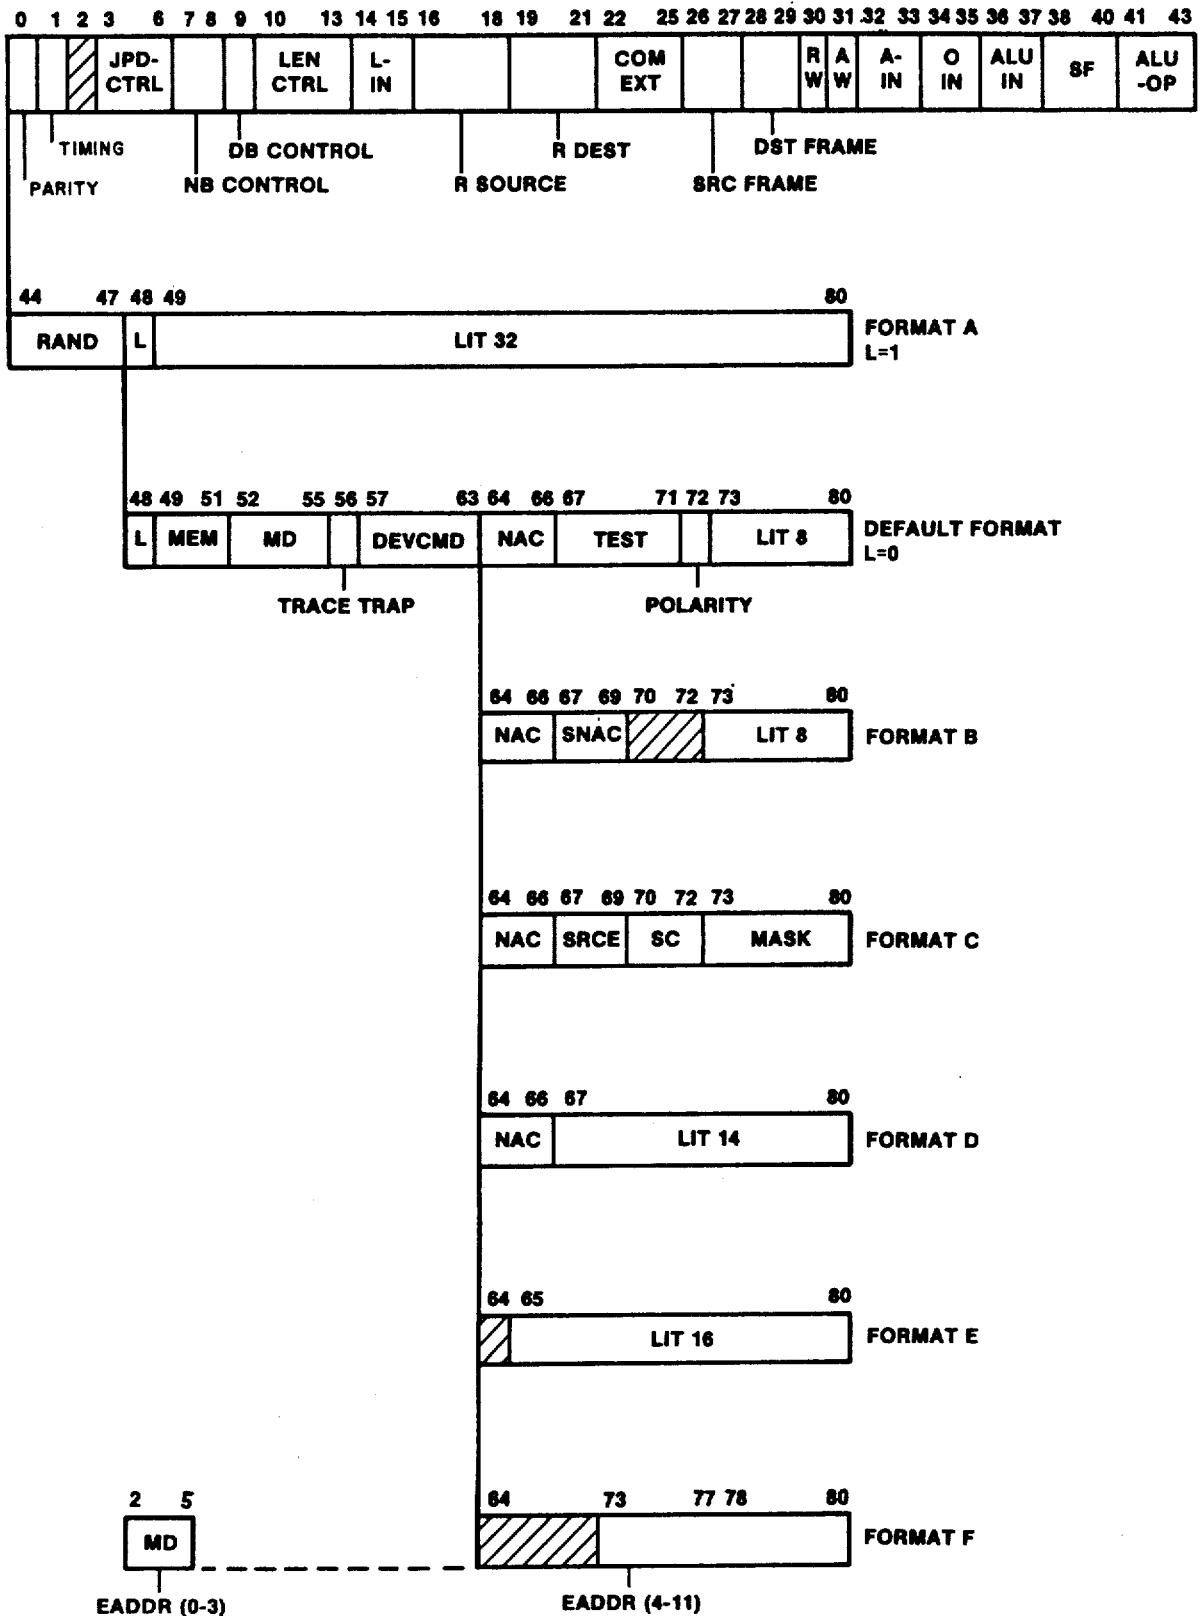 0 1 2 3 6 7 8 9 10 13 14 15 16 18 19 21 22 25 26 27 28 29 30 31 32 33 34 35 36 37 38 40 41 43
JPD-CTRL LEN CTRL L-IN COM EXT R W A W A-IN O IN ALU IN SF ALU -OP
TIMING DB CONTROL R DEST DST FRAME
PARITY NB CONTROL R SOURCE SRC FRAME
44 47 48 49 80
RAND L LIT 32 FORMAT A
L=1
48 49 51 52 55 56 57 63 64 66 67 71 72 73 80
L MEM MD DEVCMD NAC TEST LIT 8 DEFAULT FORMAT
L=0
TRACE TRAP POLARITY
64 66 67 69 70 72 73 80
NAC SNAC LIT 8 FORMAT B
64 66 67 69 70 72 73 80
NAC SRCE SC MASK FORMAT C
64 66 67 80
NAC LIT 14 FORMAT D
64 65 80
LIT 16 FORMAT E
2 5 64 73 77 78 80
MD FORMAT F
EADDR (0-3) EADDR (4-11)